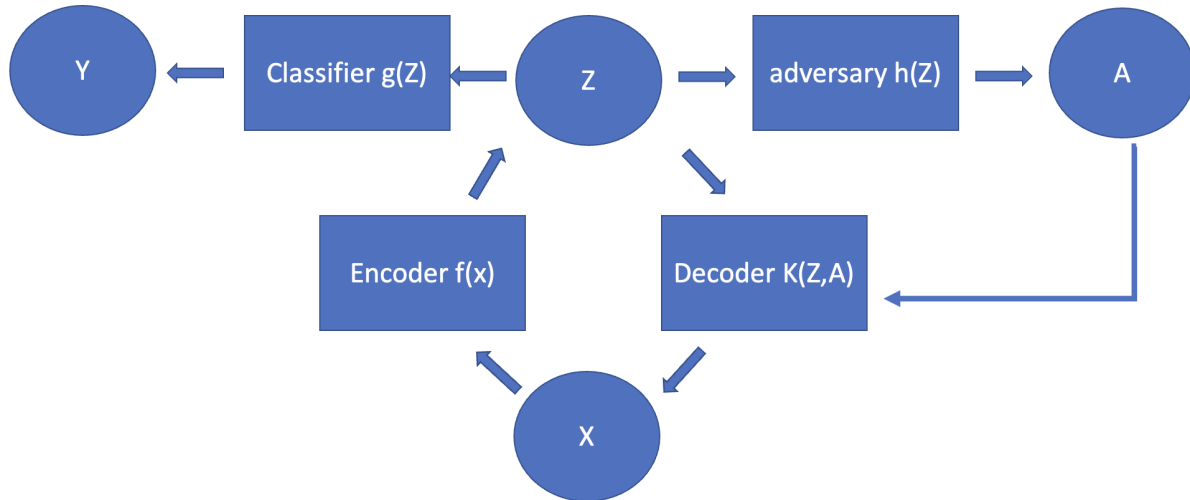 Y
Classifier g(Z)
Z
adversary h(Z)
A
Encoder f(x)
Decoder K(Z,A)
X